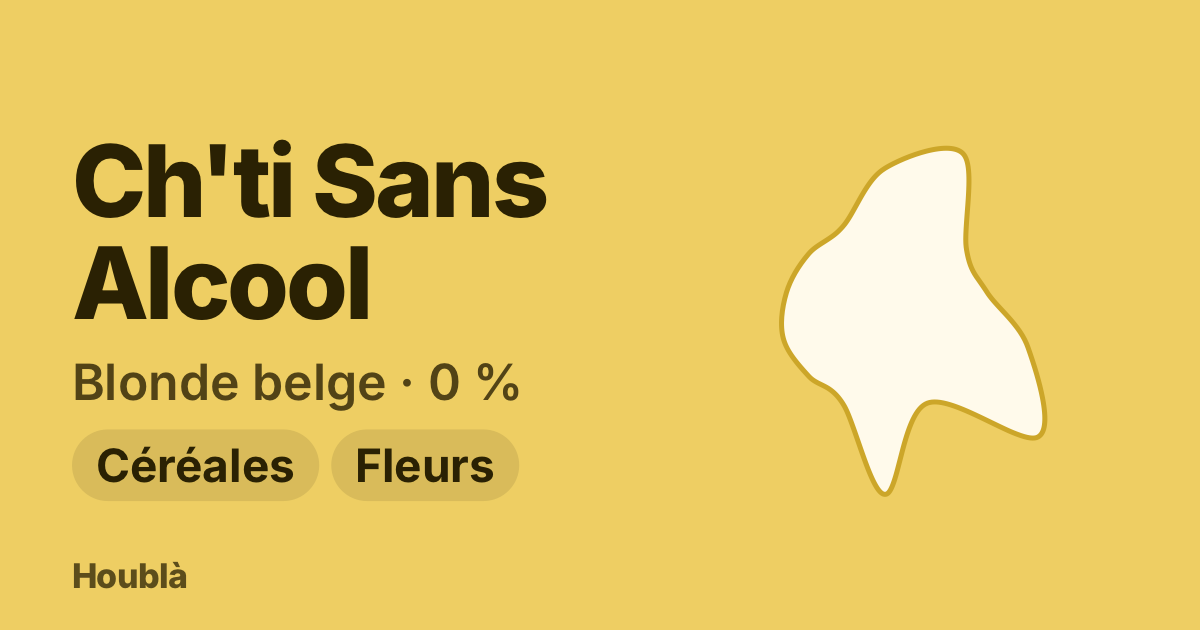 Ch'ti Sans
Alcool
Blonde belge · 0 %
Céréales Fleurs
Houblà